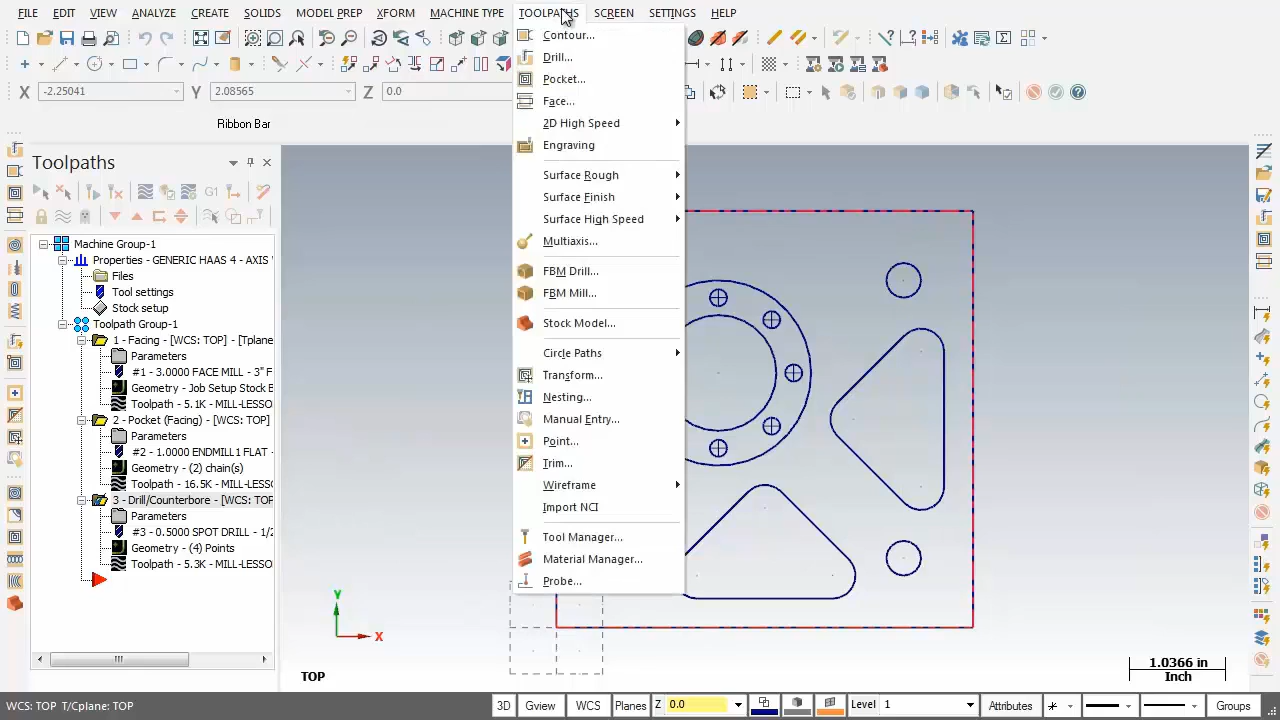 FILE EDIT VIEW ANALYZE CREATE SOLIDS MODEL PREP XFORM MACHINE TYPE TOOLPATHS SCREEN SETTINGS HELP
X -2.25041 Y 2.08565 Z 0.0
Ribbon Bar
Toolpaths
G1
Machine Group-1
Properties - GENERIC HAAS 4 - AXIS
Files
Tool settings
Stock setup
Toolpath Group-1
1 - Facing - [WCS: TOP] - [Tplane
Parameters
#1 - 3.0000 FACE MILL - 3" F
Geometry - Job Setup Stock B
Toolpath - 5.1K - MILL-LESSO
2 - Pocket (Facing) - [WCS: TOP]
Parameters
#2 - 1.0000 ENDMILL1 FLAT -
Geometry - (2) chain(s)
Toolpath - 16.5K - MILL-LESSO
3 - Drill/Counterbore - [WCS: TOP
Parameters
#3 - 0.5000 SPOT DRILL - 1/2
Geometry - (4) Points
Toolpath - 5.3K - MILL-LESSO
Contour...
Drill...
Pocket...
Face...
2D High Speed
Engraving
Surface Rough
Surface Finish
Surface High Speed
Multiaxis...
FBM Drill...
FBM Mill...
Stock Model...
Circle Paths
Transform...
Nesting...
Manual Entry...
Point...
Trim...
Wireframe
Import NCI
Tool Manager...
Material Manager...
Probe...
Y
X
TOP
1.0366 in
Inch
WCS: TOP T/Cplane: TOP 3D Gview WCS Planes Z 0.0 Level 1 Attributes Groups